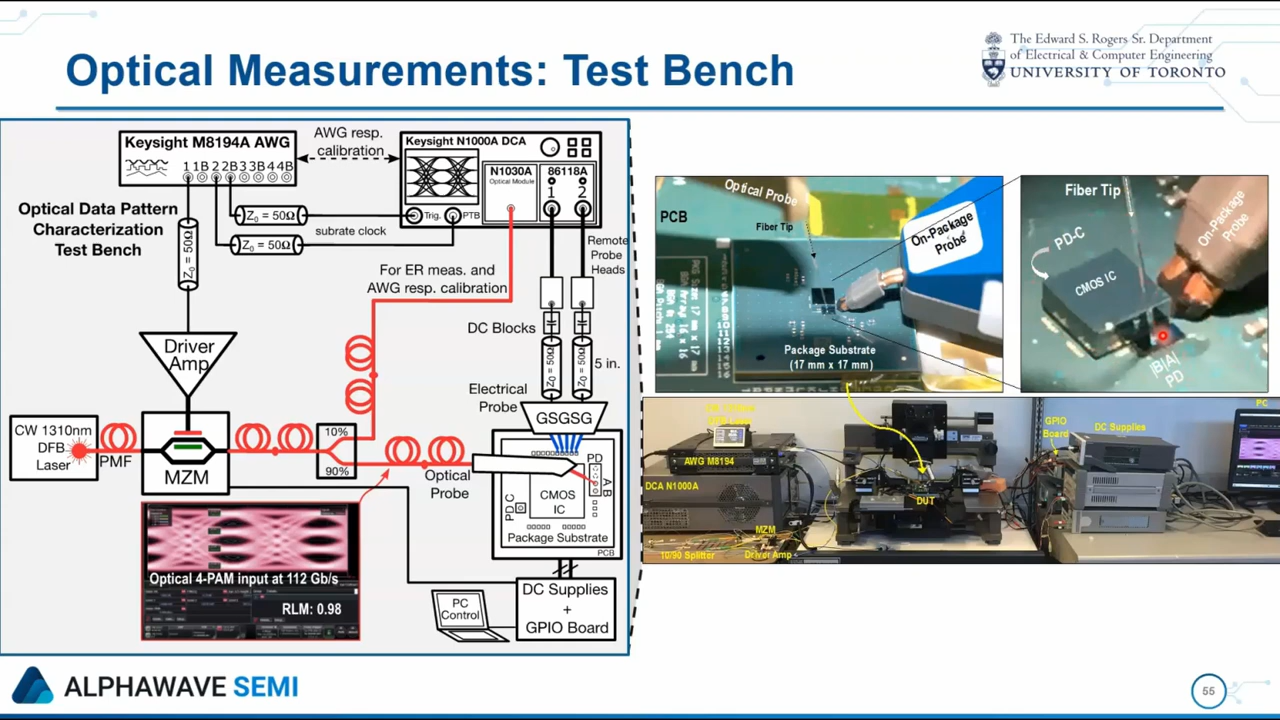 Optical Measurements: Test Bench
The Edward S. Rogers Sr. Department
of Electrical & Computer Engineering
UNIVERSITY OF TORONTO
Keysight M8194A AWG
1 1B 2 2B 3 3B 4 4B
AWG resp.
calibration
Keysight N1000A DCA
N1030A
Optical Module
86118A
1 2
Trig.
PTB
Optical Data Pattern
Characterization
Test Bench
Z₀ = 50Ω
Z₀ = 50Ω
Z₀ = 50Ω
subrate clock
Remote
Probe
Heads
For ER meas. and
AWG resp. calibration
DC Blocks
Z₀ = 50Ω
Z₀ = 50Ω
5 in.
Driver
Amp
Electrical
Probe
GSGSG
CW 1310nm
DFB
Laser
PMF
MZM
10%
90%
Optical
Probe
PD
A|B
PD-C
CMOS
IC
Package Substrate
PCB
Optical 4-PAM input at 112 Gb/s
RLM: 0.98
PC
Control
DC Supplies
+
GPIO Board
Optical Probe
PCB
Fiber Tip
On-Package
Probe
PKG Size: 17 mm x 17 mm
Package Substrate
(17 mm x 17 mm)
Fiber Tip
On-Package
Probe
PD-C
CMOS IC
|B|A|
PD
AWG M8194
DCA N1000A
10/90 Splitter
MZM
Driver Amp
DUT
GPIO
Board
DC Supplies
PC
ALPHAWAVE SEMI
55